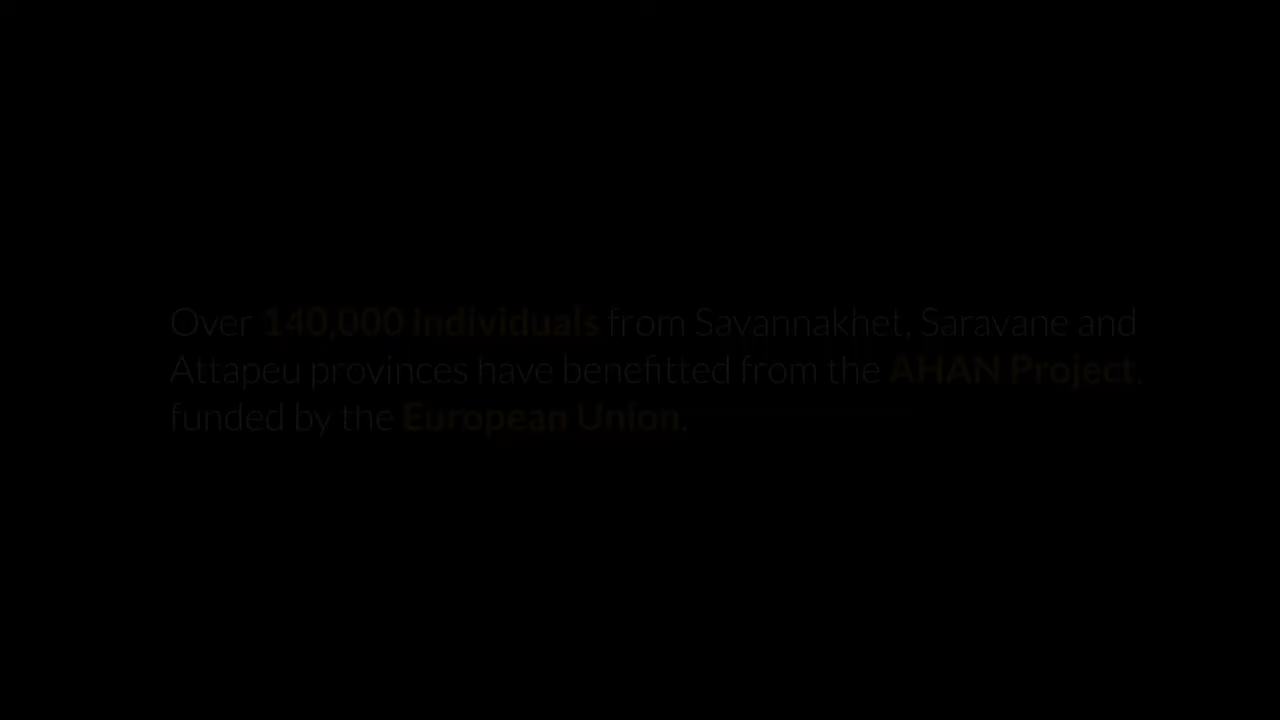 Over 140,000 individuals from Savannakhet, Saravane and
Attapeu provinces have benefitted from the AHAN Project,
funded by the European Union.